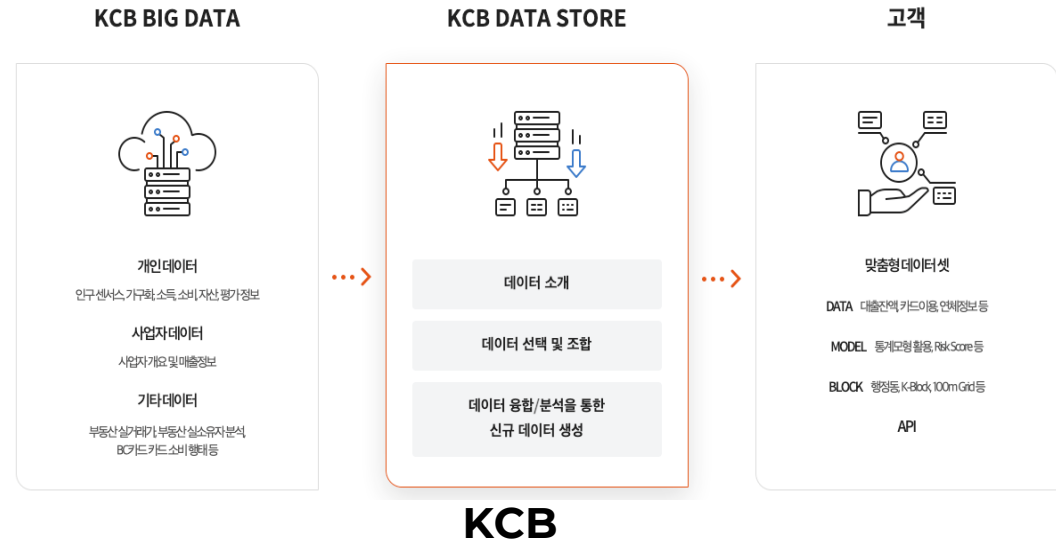 KCB BIG DATA
개인데이터
인구 센서스, 가구화, 소득, 소비, 자산, 평가 정보
사업자 데이터
사업자 개요 및 매출정보
기타 데이터
부동산 실거래가, 부동산 실소유자 분석,
BC카드 카드 소비 행태 등
KCB DATA STORE
데이터 소개
데이터 선택 및 조합
데이터 융합/분석을 통한
신규 데이터 생성
고객
맞춤형 데이터 셋
DATA 대출잔액, 카드이용, 연체정보 등
MODEL 통계모형 활용, Risk Score 등
BLOCK 행정동, K-Block, 100m Grid 등
API
KCB